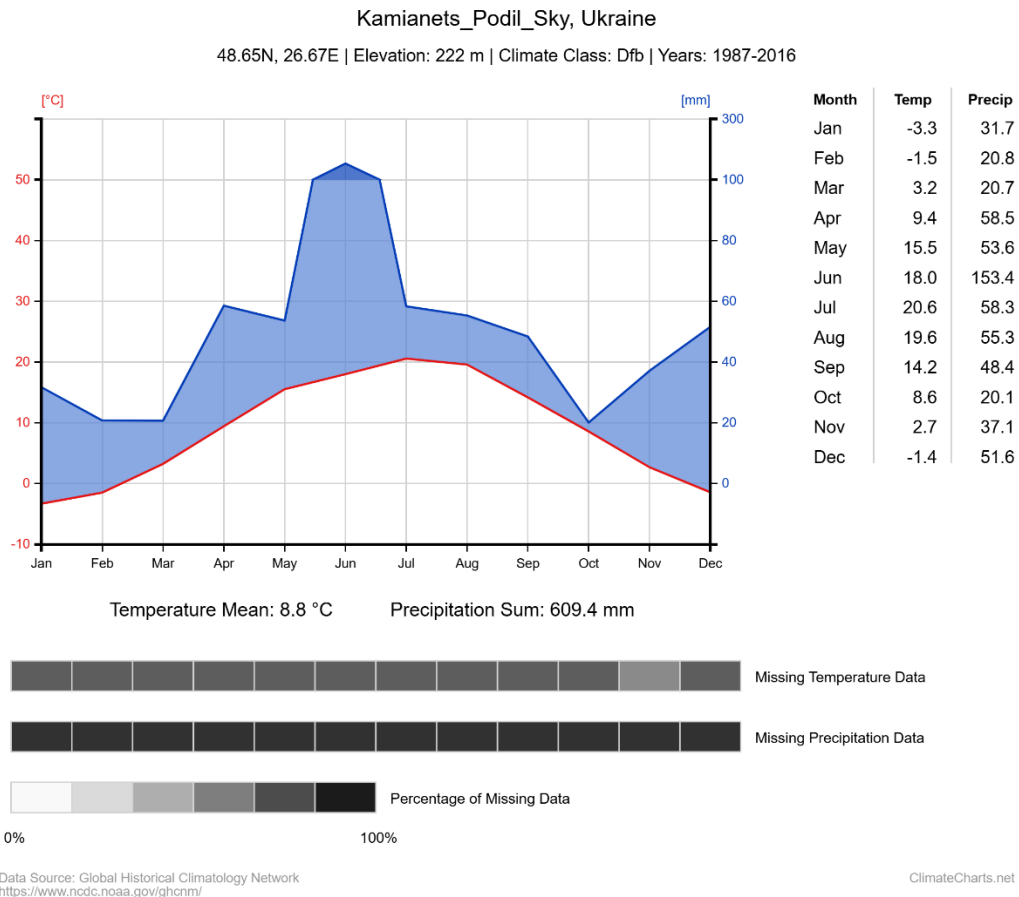 Kamianets_Podil_Sky, Ukraine
48.65N, 26.67E | Elevation: 222 m | Climate Class: Dfb | Years: 1987-2016
[°C]
[mm]
300
50
100
40
80
30
60
20
40
10
20
0
0
-10
Jan Feb Mar Apr May Jun Jul Aug Sep Oct Nov Dec
Month Temp Precip
Jan -3.3 31.7
Feb -1.5 20.8
Mar 3.2 20.7
Apr 9.4 58.5
May 15.5 53.6
Jun 18.0 153.4
Jul 20.6 58.3
Aug 19.6 55.3
Sep 14.2 48.4
Oct 8.6 20.1
Nov 2.7 37.1
Dec -1.4 51.6
Temperature Mean: 8.8 °C Precipitation Sum: 609.4 mm
Missing Temperature Data
Missing Precipitation Data
Percentage of Missing Data
0% 100%
Data Source: Global Historical Climatology Network
https://www.ncdc.noaa.gov/ghcnm/
ClimateCharts.net